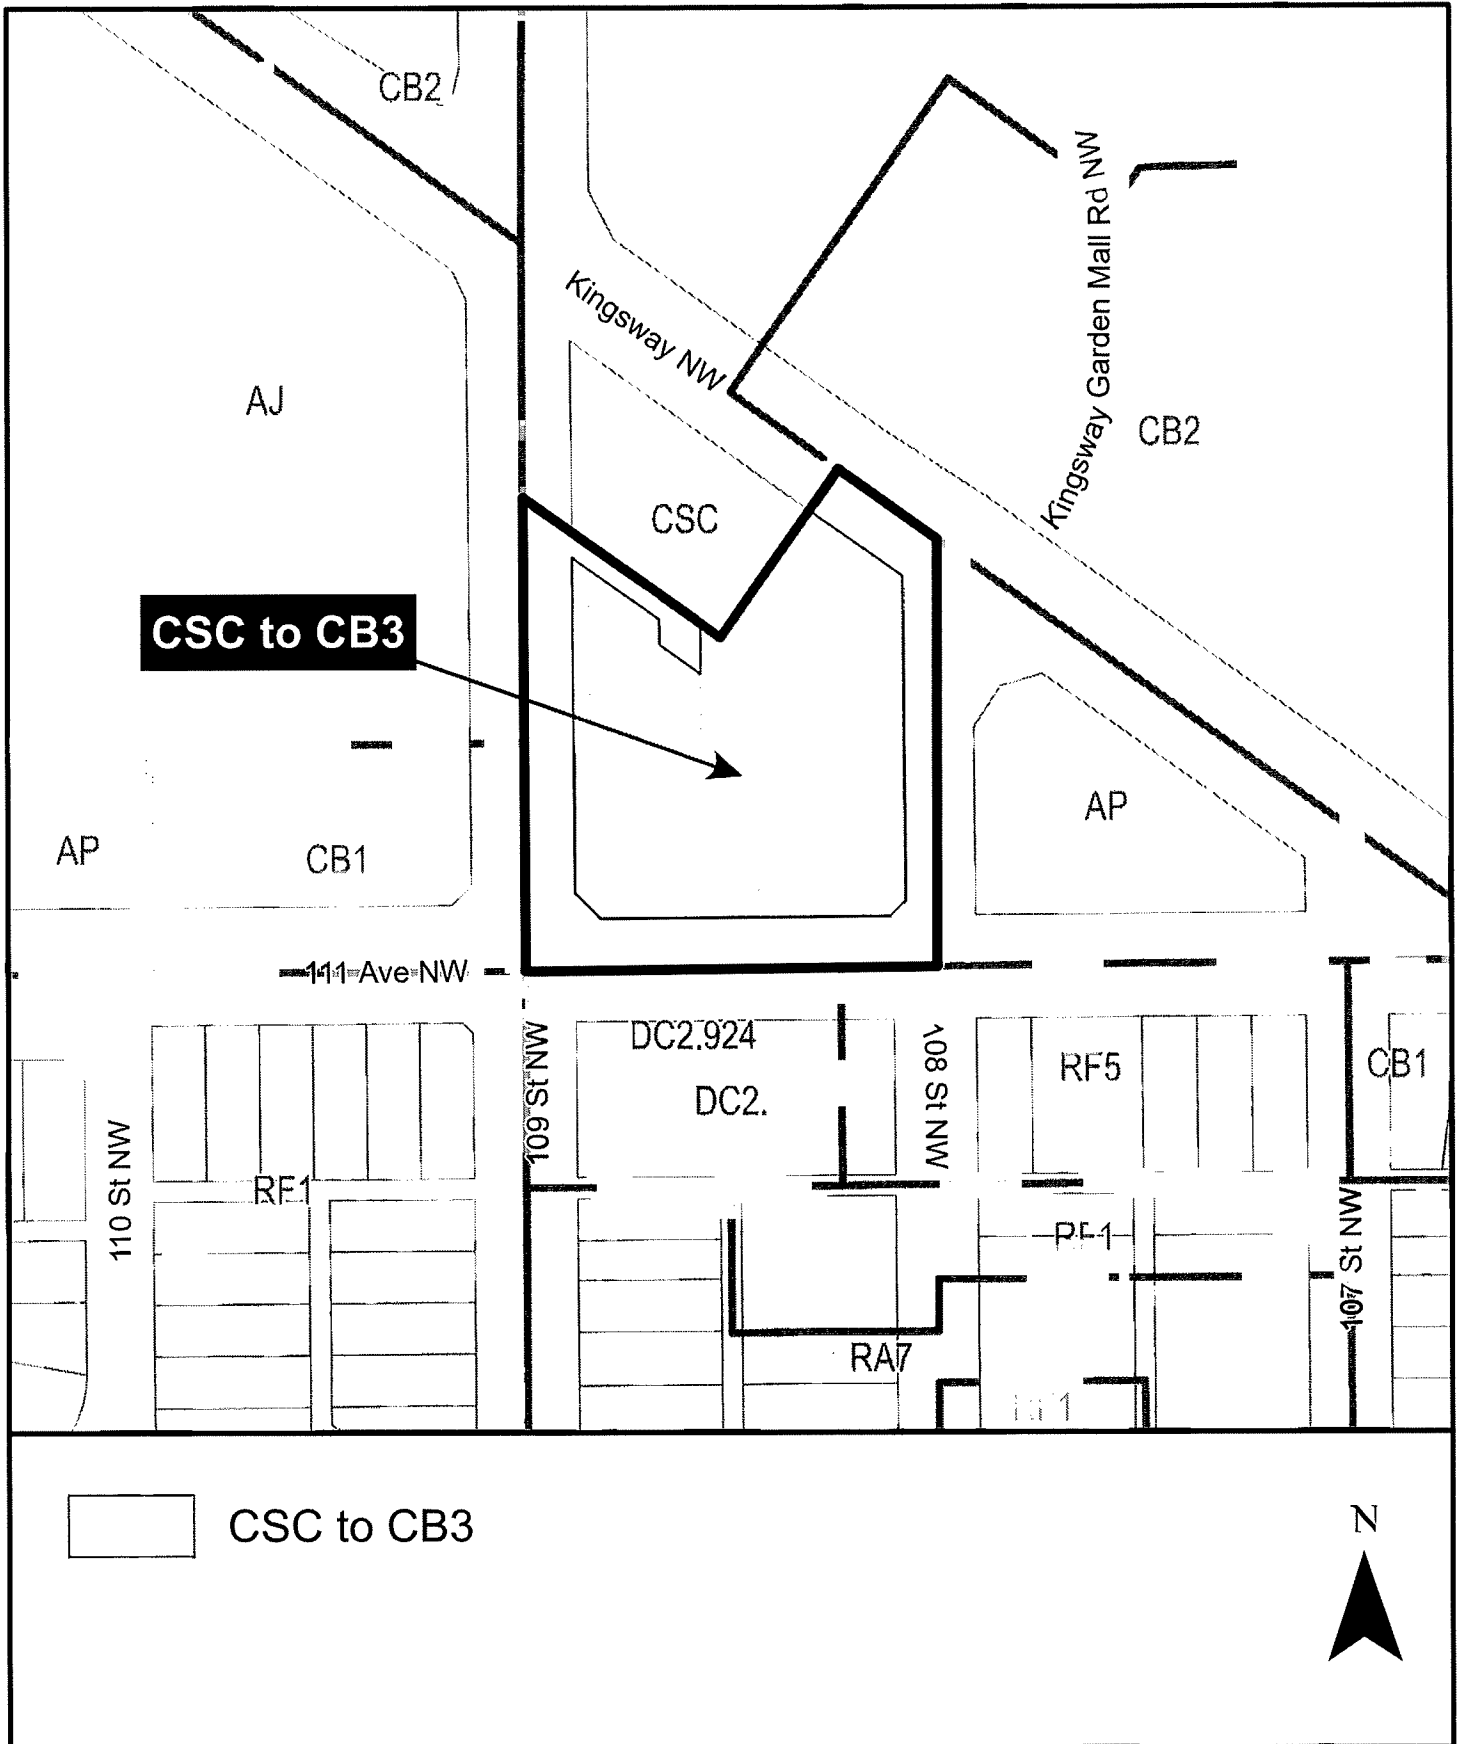 CB2
Kingsway Garden Mall Rd NW
Kingsway NW
AJ
CB2
CSC
CSC to CB3
AP
AP
CB1
111 Ave NW
DC2.924
109 St NW
108 St NW
RF5
CB1
DC2.
110 St NW
RF1
RF1
107 St NW
RA7
CSC to CB3
N